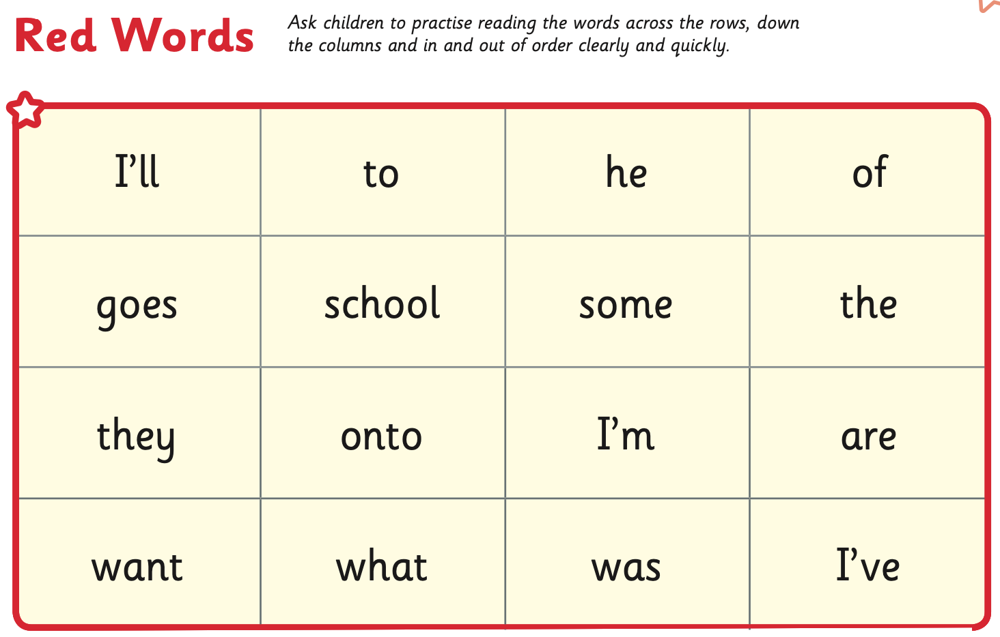 Red Words
Ask children to practise reading the words across the rows, down
the columns and in and out of order clearly and quickly.
I’ll to he of
goes school some the
they onto I’m are
want what was I’ve